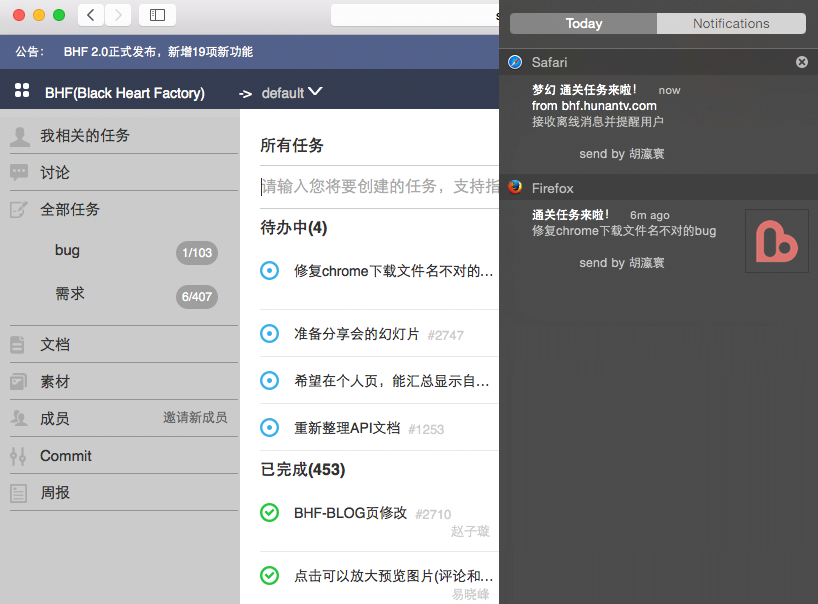 公告： BHF 2.0正式发布，新增19项新功能
BHF(Black Heart Factory) -> default
我相关的任务
讨论
全部任务
bug 1/103
需求 6/407
文档
素材
成员 邀请新成员
Commit
周报
所有任务
请输入您将要创建的任务，支持指
待办中(4)
修复chrome下载文件名不对的…
准备分享会的幻灯片 #2747
希望在个人页，能汇总显示自…
重新整理API文档 #1253
已完成(453)
BHF-BLOG页修改 #2710
赵子璇
点击可以放大预览图片(评论和…
易晓峰
Today Notifications
Safari
梦幻 通关任务来啦！ now
from bhf.hunantv.com
接收离线消息并提醒用户
send by 胡瀛寰
Firefox
通关任务来啦！ 6m ago
修复chrome下载文件名不对的bug
send by 胡瀛寰